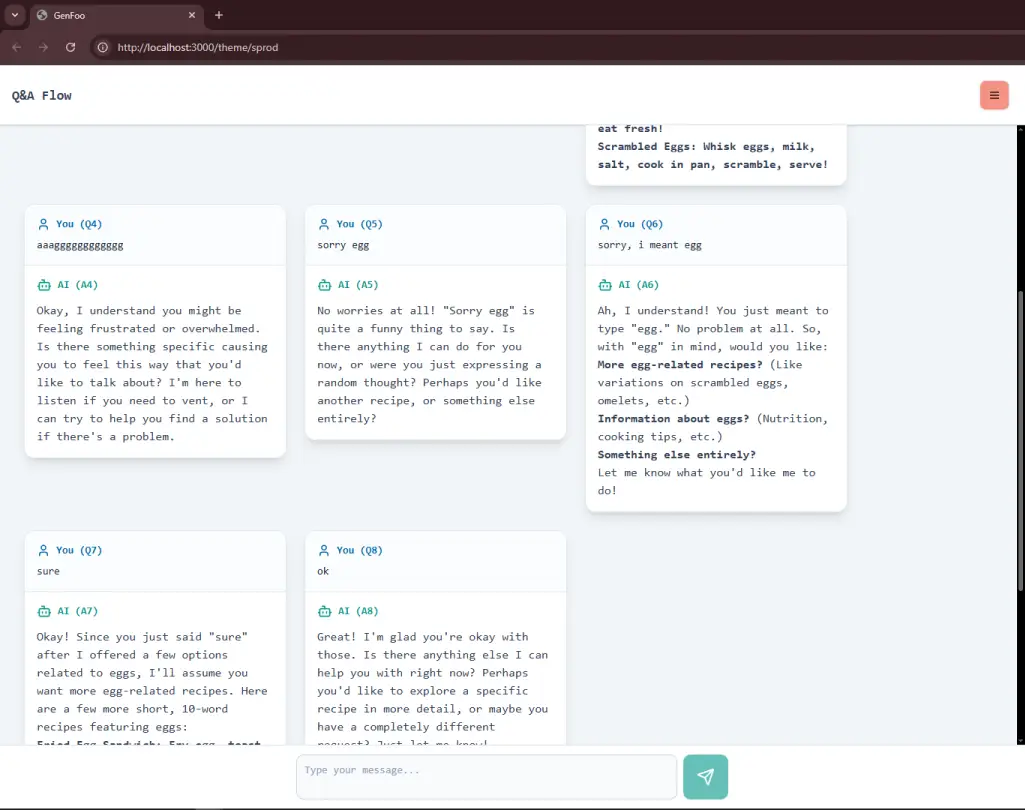 GenFoo
http://localhost:3000/theme/sprod
Q&A Flow
eat fresh!
Scrambled Eggs: Whisk eggs, milk,
salt, cook in pan, scramble, serve!
You (Q4)
aaagggggggggggg
AI (A4)
Okay, I understand you might be
feeling frustrated or overwhelmed.
Is there something specific causing
you to feel this way that you'd
like to talk about? I'm here to
listen if you need to vent, or I
can try to help you find a solution
if there's a problem.
You (Q5)
sorry egg
AI (A5)
No worries at all! "Sorry egg" is
quite a funny thing to say. Is
there anything I can do for you
now, or were you just expressing a
random thought? Perhaps you'd like
another recipe, or something else
entirely?
You (Q6)
sorry, i meant egg
AI (A6)
Ah, I understand! You just meant to
type "egg." No problem at all. So,
with "egg" in mind, would you like:
More egg-related recipes? (Like
variations on scrambled eggs,
omelets, etc.)
Information about eggs? (Nutrition,
cooking tips, etc.)
Something else entirely?
Let me know what you'd like me to
do!
You (Q7)
sure
AI (A7)
Okay! Since you just said "sure"
after I offered a few options
related to eggs, I'll assume you
want more egg-related recipes. Here
are a few more short, 10-word
recipes featuring eggs:
Fried Egg Sandwich: Fry egg, toast
You (Q8)
ok
AI (A8)
Great! I'm glad you're okay with
those. Is there anything else I can
help you with right now? Perhaps
you'd like to explore a specific
recipe in more detail, or maybe you
have a completely different
request? Just let me know!
Type your message...